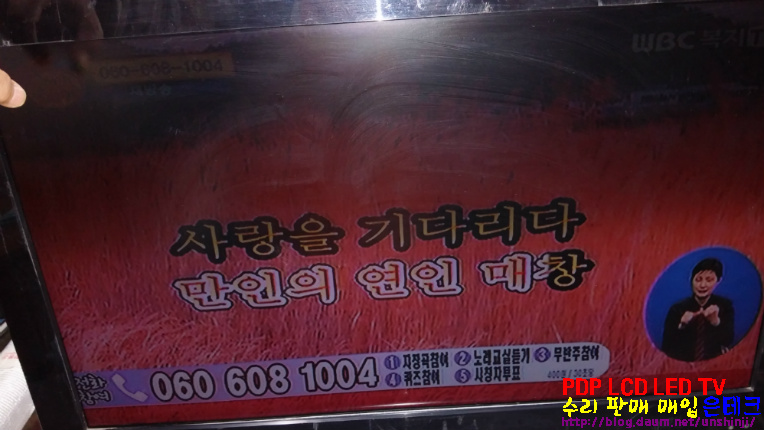 WBC 복지TV
060-608-1004
사랑을 기다리다
만인의 연인 매창
전화
060 608 1004
① 지정곡참여 ② 노래교실듣기 ③ 무반주참여
④ 퀴즈참여 ⑤ 시청자투표
PDP LCD LED TV
수리 판매 매입 은테크
http://blog.daum.net/unshinji/